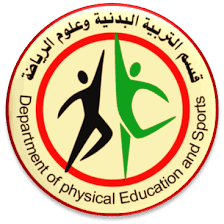 قسم التربية البدنية وعلوم الرياضة
Department of physical Education and Sports